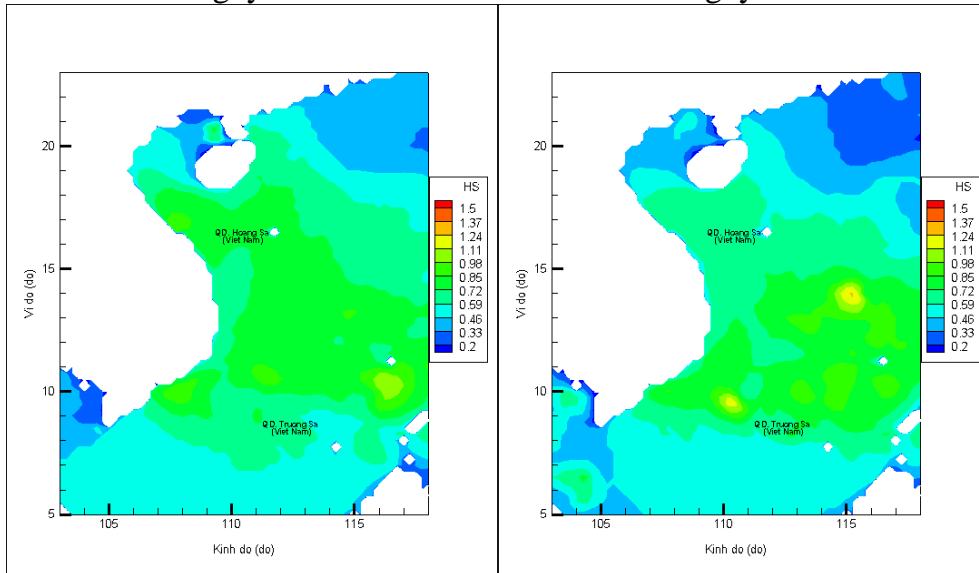 HS
1.5
1.37
1.24
1.11
0.98
0.85
0.72
0.59
0.46
0.33
0.2
20
15
10
5
Vi do (do)
105
110
115
Kinh do (do)
QD. Hoang Sa
(Viet Nam)
QD. Truong Sa
(Viet Nam)
HS
1.5
1.37
1.24
1.11
0.98
0.85
0.72
0.59
0.46
0.33
0.2
20
15
10
5
Vi do (do)
105
110
115
Kinh do (do)
QD. Hoang Sa
(Viet Nam)
QD. Truong Sa
(Viet Nam)